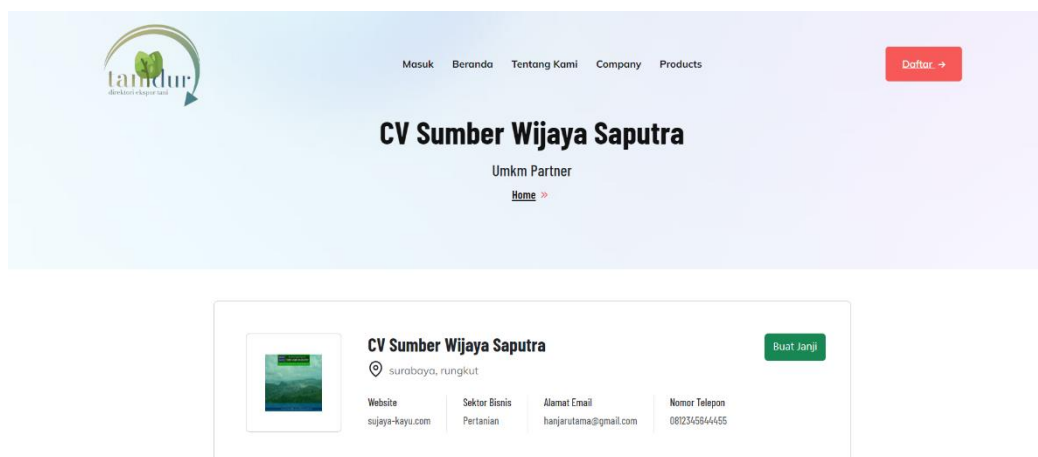 tandur
direktori ekspor tani
Masuk Beranda Tentang Kami Company Products
Daftar →
CV Sumber Wijaya Saputra
Umkm Partner
Home »
CV Sumber Wijaya Saputra
Buat Janji
surabaya, rungkut
Website Sektor Bisnis Alamat Email Nomor Telepon
sujaya-kayu.com Pertanian hanjarutama@gmail.com 0812345644455